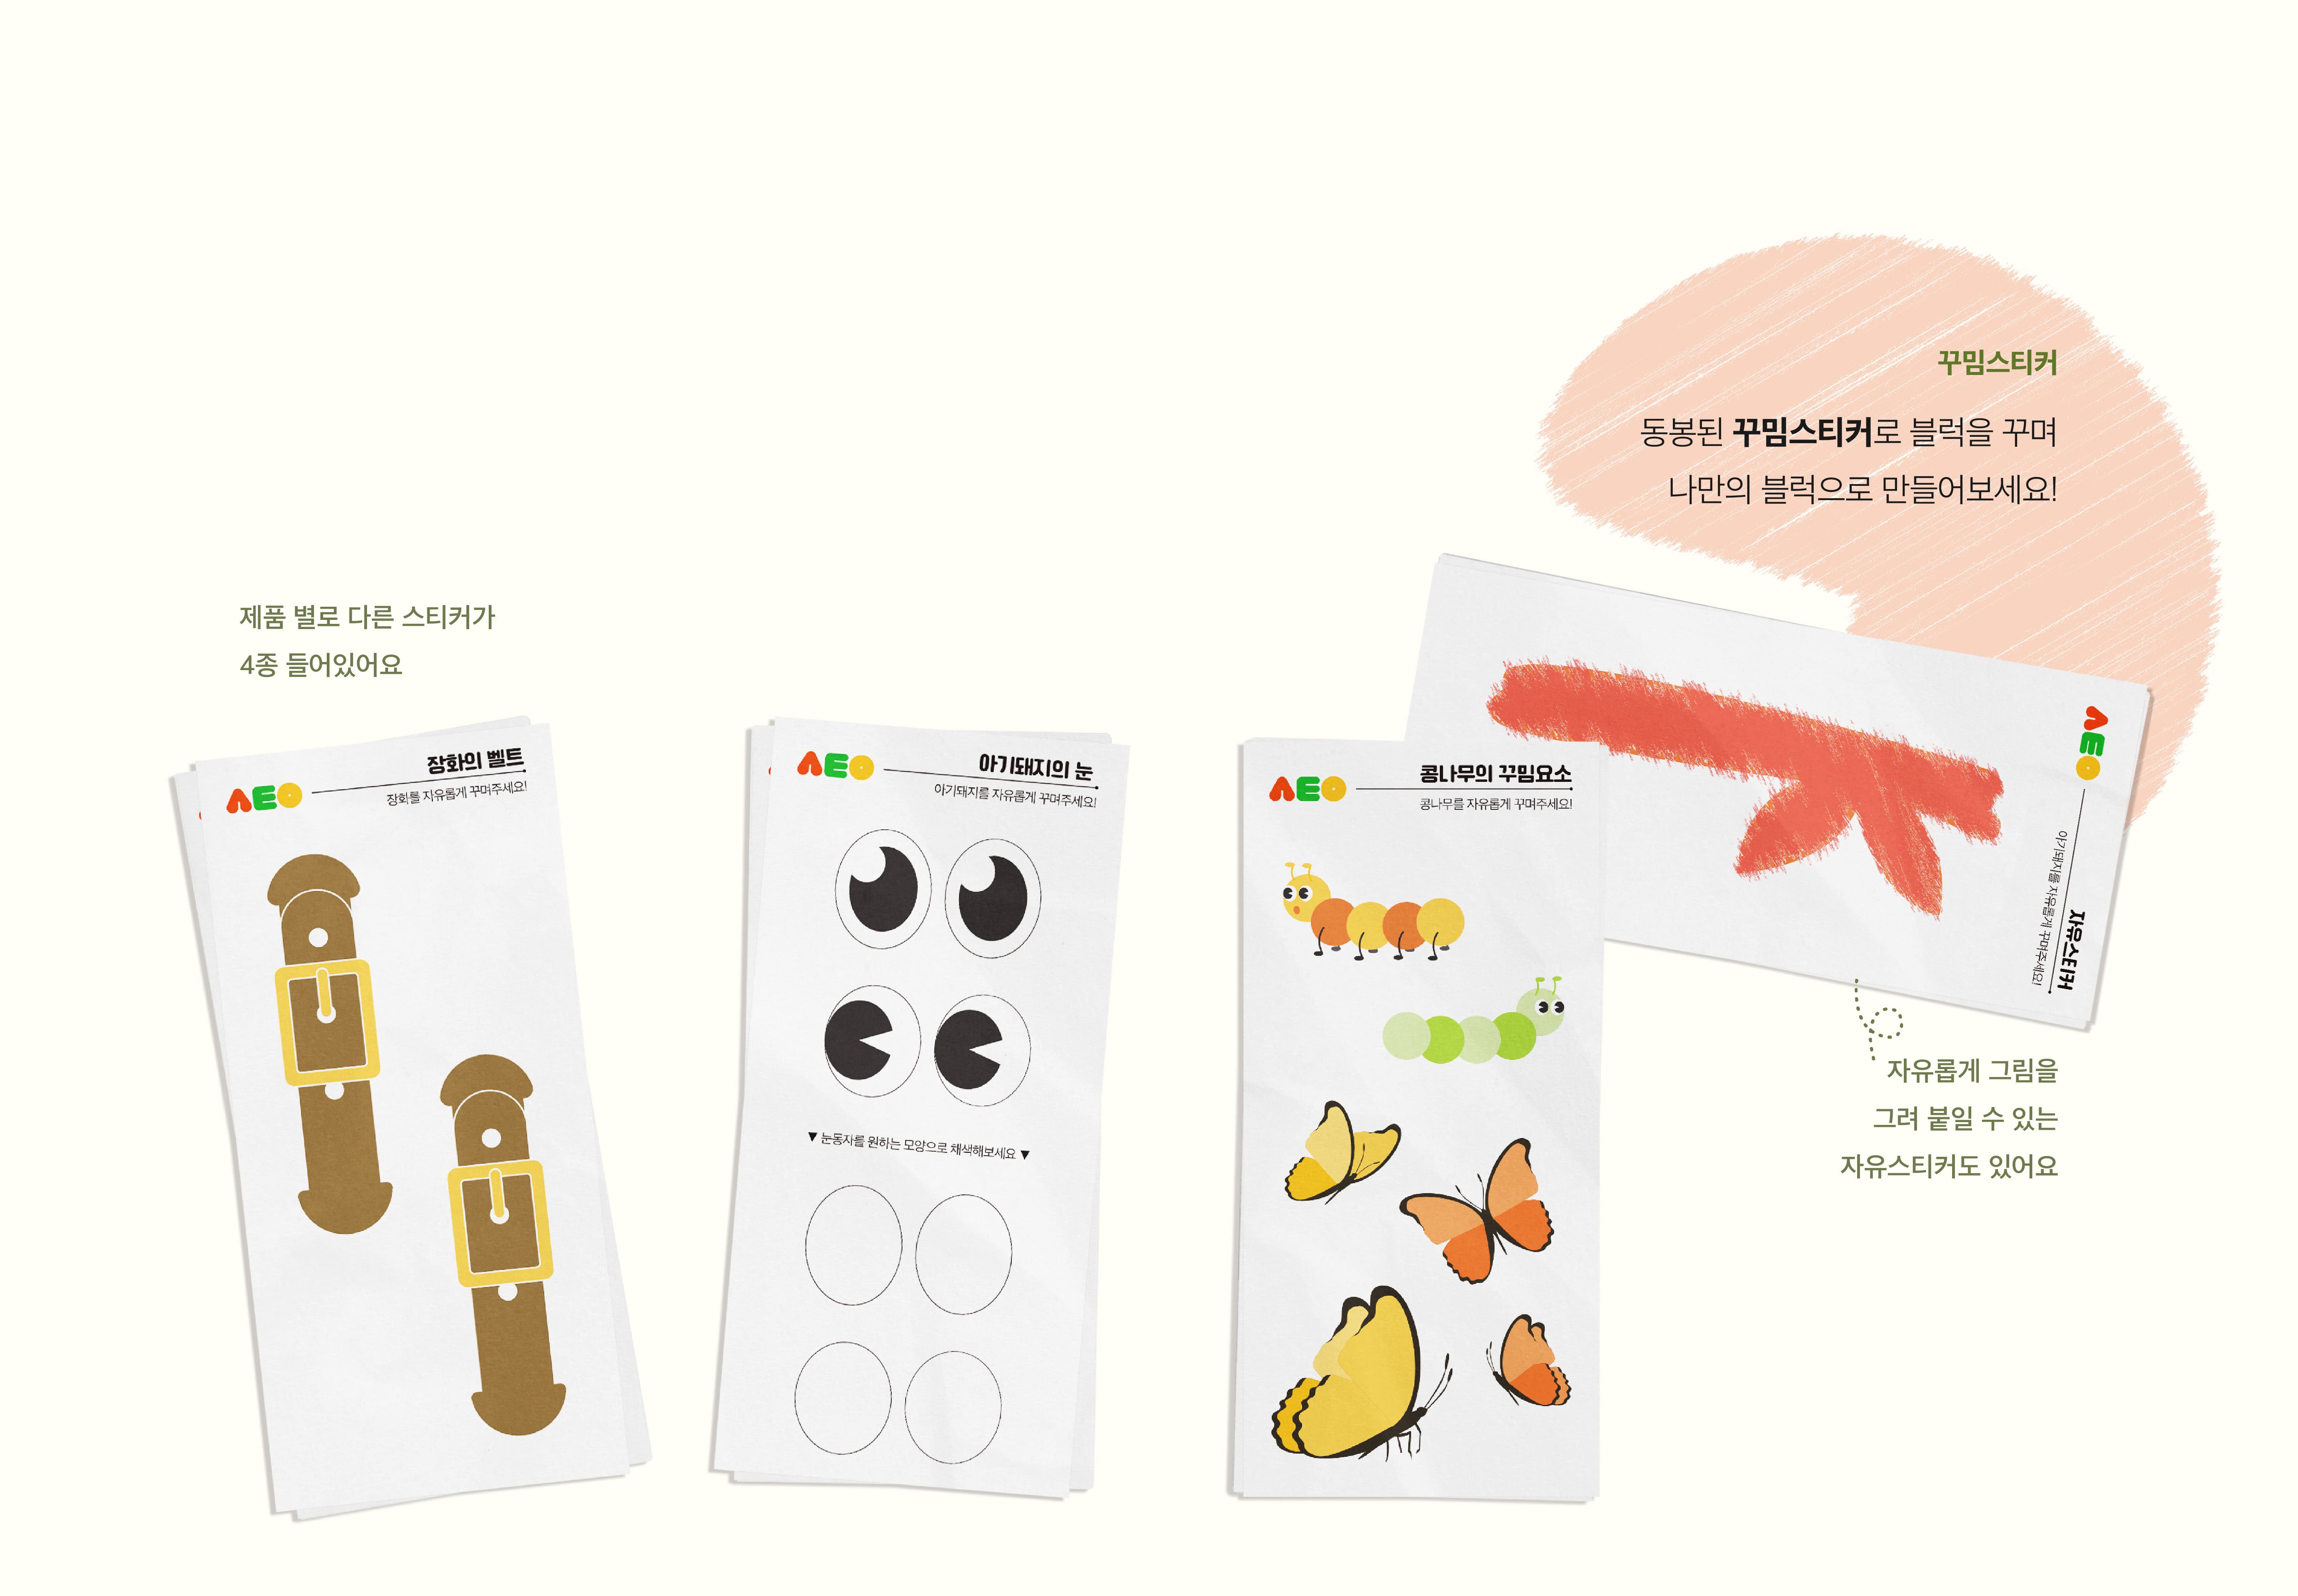 꾸밈스티커
동봉된 꾸밈스티커로 블럭을 꾸며
나만의 블럭으로 만들어보세요!
제품 별로 다른 스티커가
4종 들어있어요
AEO
장화의 벨트
장화를 자유롭게 꾸며주세요!
AEO
아기돼지의 눈
아기돼지를 자유롭게 꾸며주세요!
▼ 눈동자를 원하는 모양으로 채색해보세요 ▼
AEO
콩나무의 꾸밈요소
콩나무를 자유롭게 꾸며주세요!
AEO
자유스티커
아기돼지를 자유롭게 꾸며주세요!
자유롭게 그림을
그려 붙일 수 있는
자유스티커도 있어요